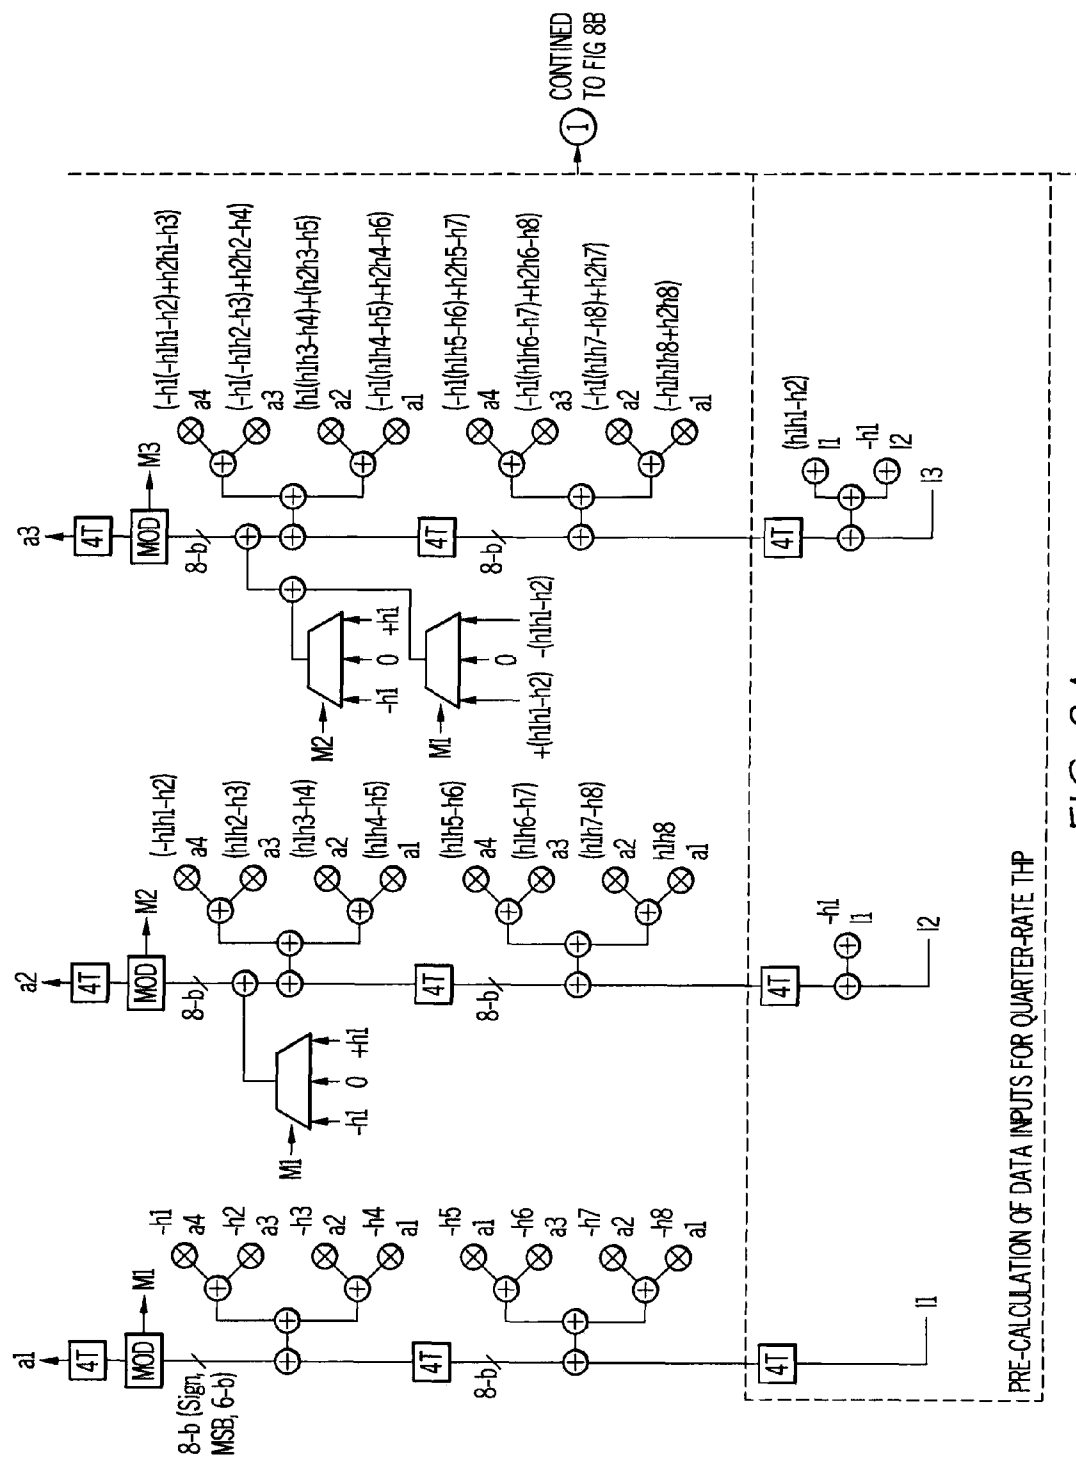 a1
4T
MOD
M1
8-b (Sign,
MSB, 6-b)
-h1
a4
-h2
a3
-h3
a2
-h4
a1
4T
8-b
-h5
a1
-h6
a3
-h7
a2
-h8
a1
4T
I1
a2
4T
MOD
M2
8-b
M1
-h1
0
+h1
(-h1h1-h2)
a4
(h1h2-h3)
a3
(h1h3-h4)
a2
(h1h4-h5)
a1
4T
8-b
(h1h5-h6)
a4
(h1h6-h7)
a3
(h1h7-h8)
a2
h1h8
a1
4T
-h1
I1
I2
a3
4T
MOD
M3
8-b
M2
-h1
0
+h1
M1
+(h1h1-h2)
0
-(h1h1-h2)
(-h1(-h1h1-h2)+h2h1-h3)
a4
(-h1(-h1h2-h3)+h2h2-h4)
a3
(h1(h1h3-h4)+(h2h3-h5)
a2
(-h1(h1h4-h5)+h2h4-h6)
a1
4T
8-b
(-h1(h1h5-h6)+h2h5-h7)
a4
(-h1(h1h6-h7)+h2h6-h8)
a3
(-h1(h1h7-h8)+h2h7)
a2
(-h1h1h8+h2h8)
a1
4T
(h1h1-h2)
I1
-h1
I2
I3
PRE-CALCULATION OF DATA INPUTS FOR QUARTER-RATE THP
1
CONTINED
TO FIG 8B